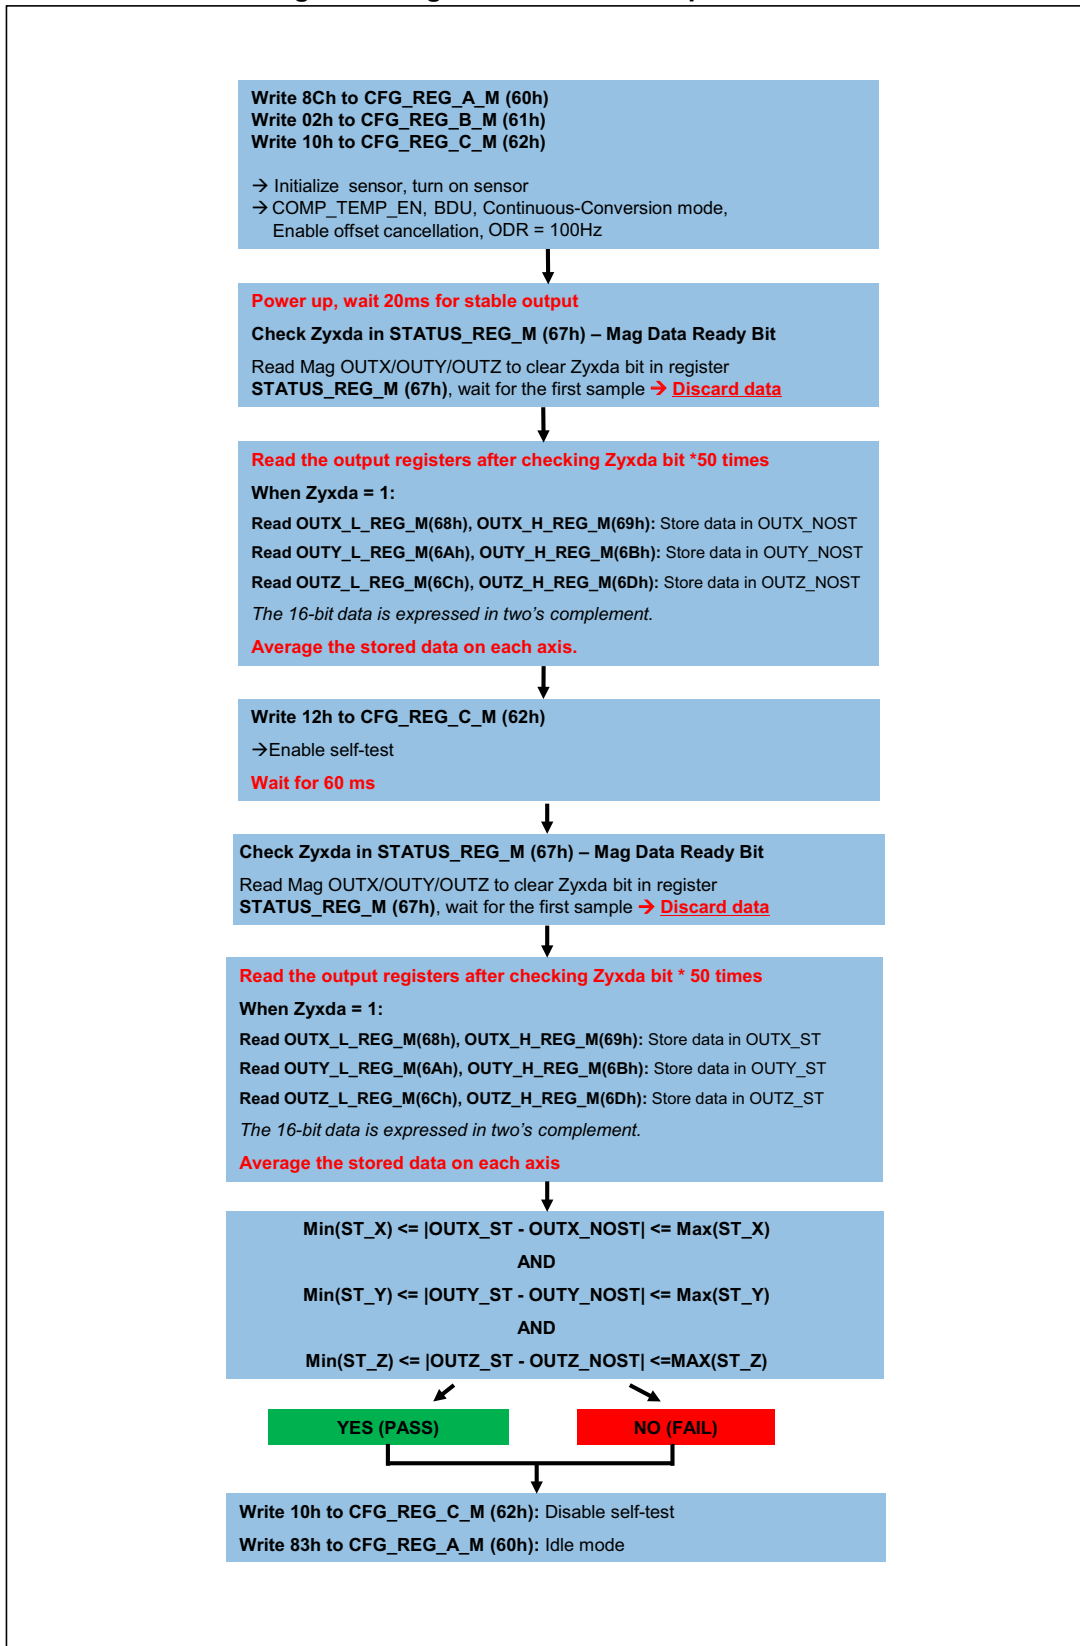 Write 8Ch to CFG_REG_A_M (60h)
Write 02h to CFG_REG_B_M (61h)
Write 10h to CFG_REG_C_M (62h)
→ Initialize sensor, turn on sensor
→ COMP_TEMP_EN, BDU, Continuous-Conversion mode,
Enable offset cancellation, ODR = 100Hz
Power up, wait 20ms for stable output
Check Zyxda in STATUS_REG_M (67h) – Mag Data Ready Bit
Read Mag OUTX/OUTY/OUTZ to clear Zyxda bit in register
STATUS_REG_M (67h), wait for the first sample → Discard data
Read the output registers after checking Zyxda bit *50 times
When Zyxda = 1:
Read OUTX_L_REG_M(68h), OUTX_H_REG_M(69h): Store data in OUTX_NOST
Read OUTY_L_REG_M(6Ah), OUTY_H_REG_M(6Bh): Store data in OUTY_NOST
Read OUTZ_L_REG_M(6Ch), OUTZ_H_REG_M(6Dh): Store data in OUTZ_NOST
The 16-bit data is expressed in two's complement.
Average the stored data on each axis.
Write 12h to CFG_REG_C_M (62h)
→Enable self-test
Wait for 60 ms
Check Zyxda in STATUS_REG_M (67h) – Mag Data Ready Bit
Read Mag OUTX/OUTY/OUTZ to clear Zyxda bit in register
STATUS_REG_M (67h), wait for the first sample → Discard data
Read the output registers after checking Zyxda bit * 50 times
When Zyxda = 1:
Read OUTX_L_REG_M(68h), OUTX_H_REG_M(69h): Store data in OUTX_ST
Read OUTY_L_REG_M(6Ah), OUTY_H_REG_M(6Bh): Store data in OUTY_ST
Read OUTZ_L_REG_M(6Ch), OUTZ_H_REG_M(6Dh): Store data in OUTZ_ST
The 16-bit data is expressed in two's complement.
Average the stored data on each axis
Min(ST_X) <= |OUTX_ST - OUTX_NOST| <= Max(ST_X)
AND
Min(ST_Y) <= |OUTY_ST - OUTY_NOST| <= Max(ST_Y)
AND
Min(ST_Z) <= |OUTZ_ST - OUTZ_NOST| <=MAX(ST_Z)
YES (PASS) NO (FAIL)
Write 10h to CFG_REG_C_M (62h): Disable self-test
Write 83h to CFG_REG_A_M (60h): Idle mode